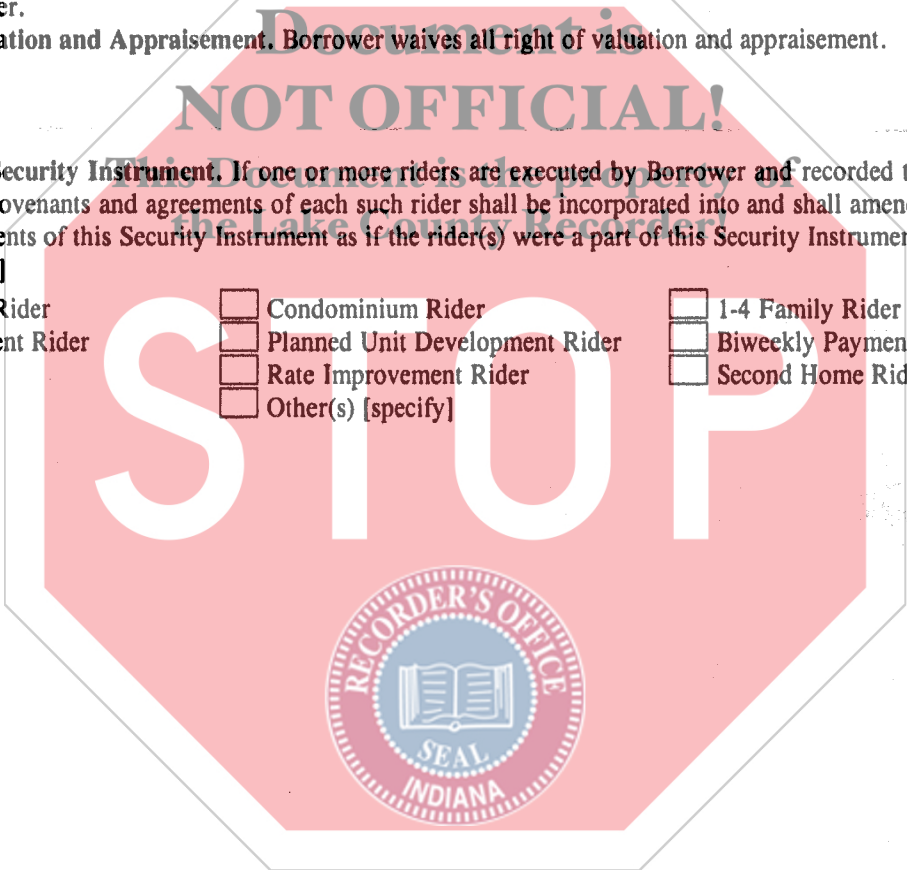 er.
ation and Appraisement. Borrower waives all right of valuation and appraisement.
Document is
NOT OFFICIAL!
This Document is the property of
the Lake County Recorder!
Security Instrument. If one or more riders are executed by Borrower and recorded t
ovenants and agreements of each such rider shall be incorporated into and shall amend
ents of this Security Instrument as if the rider(s) were a part of this Security Instrumen
]
Rider Condominium Rider 1-4 Family Rider
ent Rider Planned Unit Development Rider Biweekly Paymen
Rate Improvement Rider Second Home Rid
Other(s) [specify]
STOP
RECORDER'S OFFICE
SEAL
INDIANA